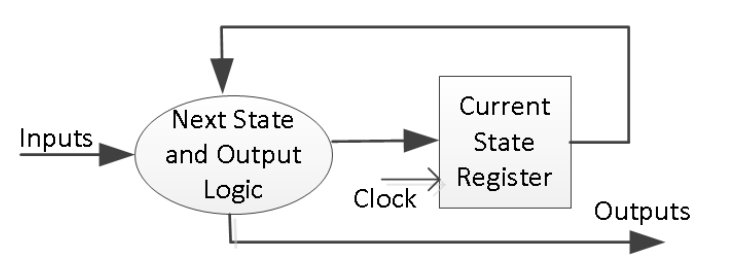 Inputs
Next State
and Output
Logic
Current
State
Register
Clock
Outputs